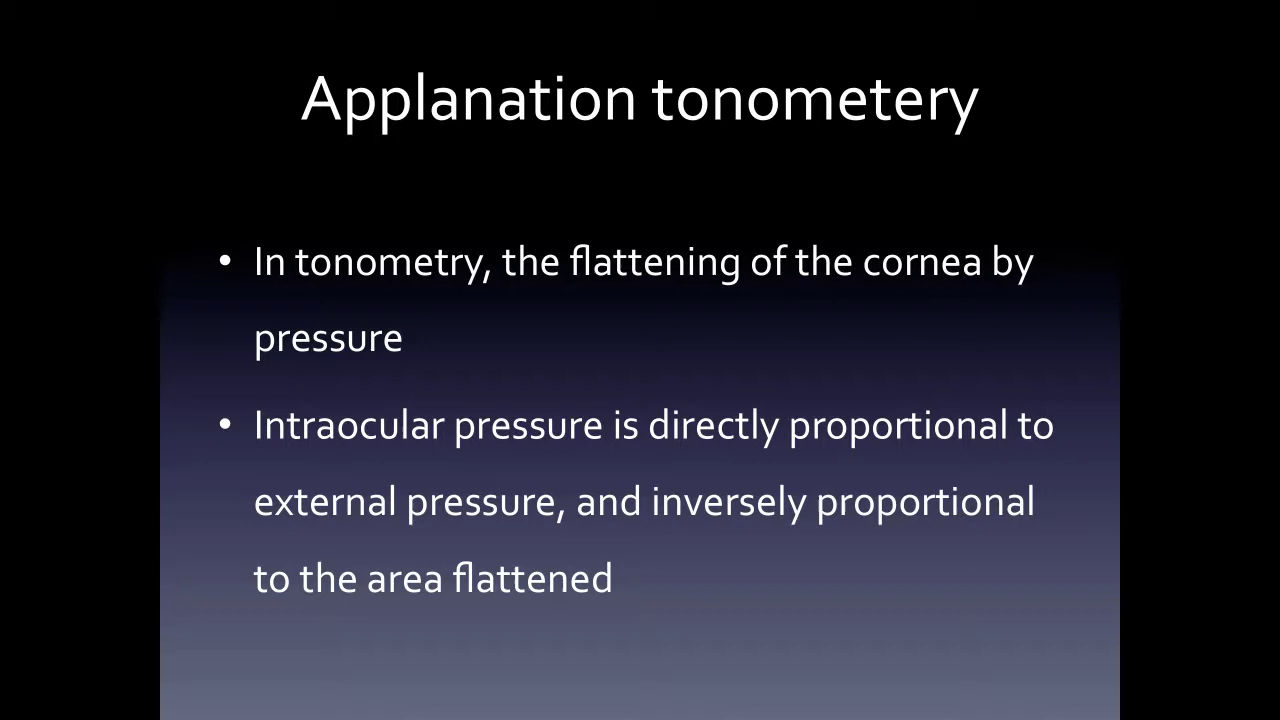 Applanation tonometery
• In tonometry, the flattening of the cornea by
pressure
• Intraocular pressure is directly proportional to
external pressure, and inversely proportional
to the area flattened